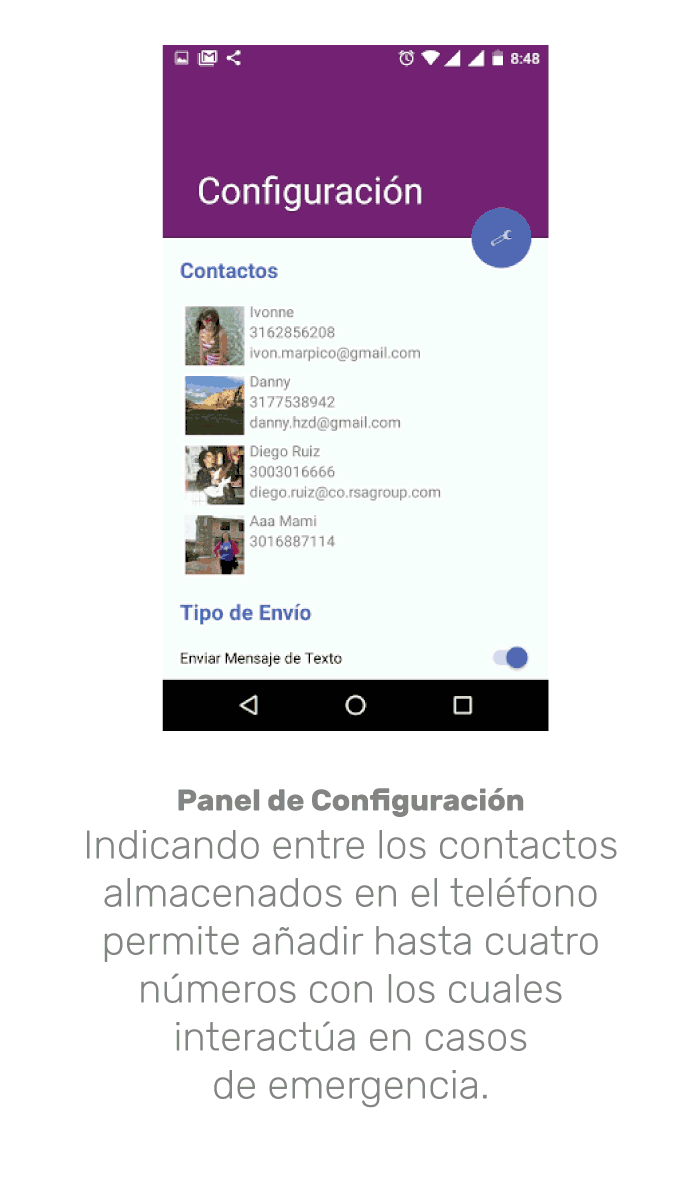 8:48
Configuración
Contactos
Ivonne
3162856208
ivon.marpico@gmail.com
Danny
3177538942
danny.hzd@gmail.com
Diego Ruiz
3003016666
diego.ruiz@co.rsagroup.com
Aaa Mami
3016887114
Tipo de Envío
Enviar Mensaje de Texto
Panel de Configuración
Indicando entre los contactos
almacenados en el teléfono
permite añadir hasta cuatro
números con los cuales
interactúa en casos
de emergencia.